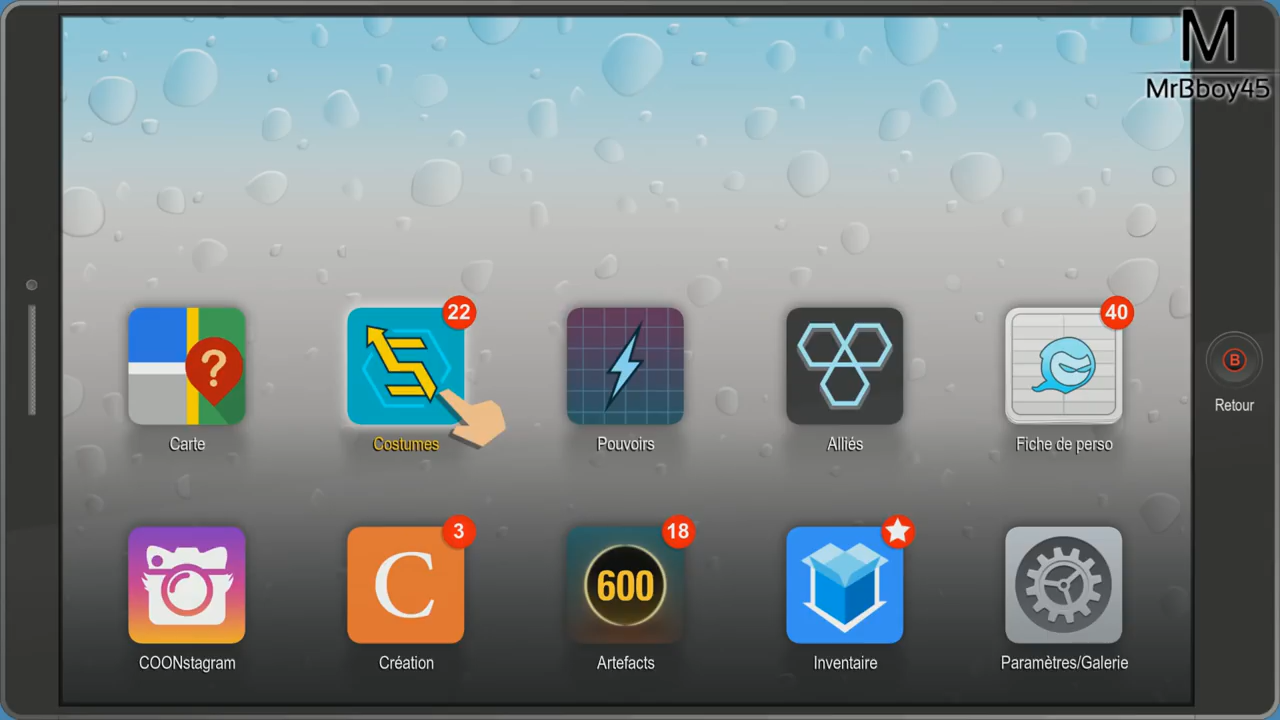 M
MrBboy45
22
40
?
B
Retour
Carte
Costumes
Pouvoirs
Alliés
Fiche de perso
3
18
C
600
COONstagram
Création
Artefacts
Inventaire
Paramètres/Galerie